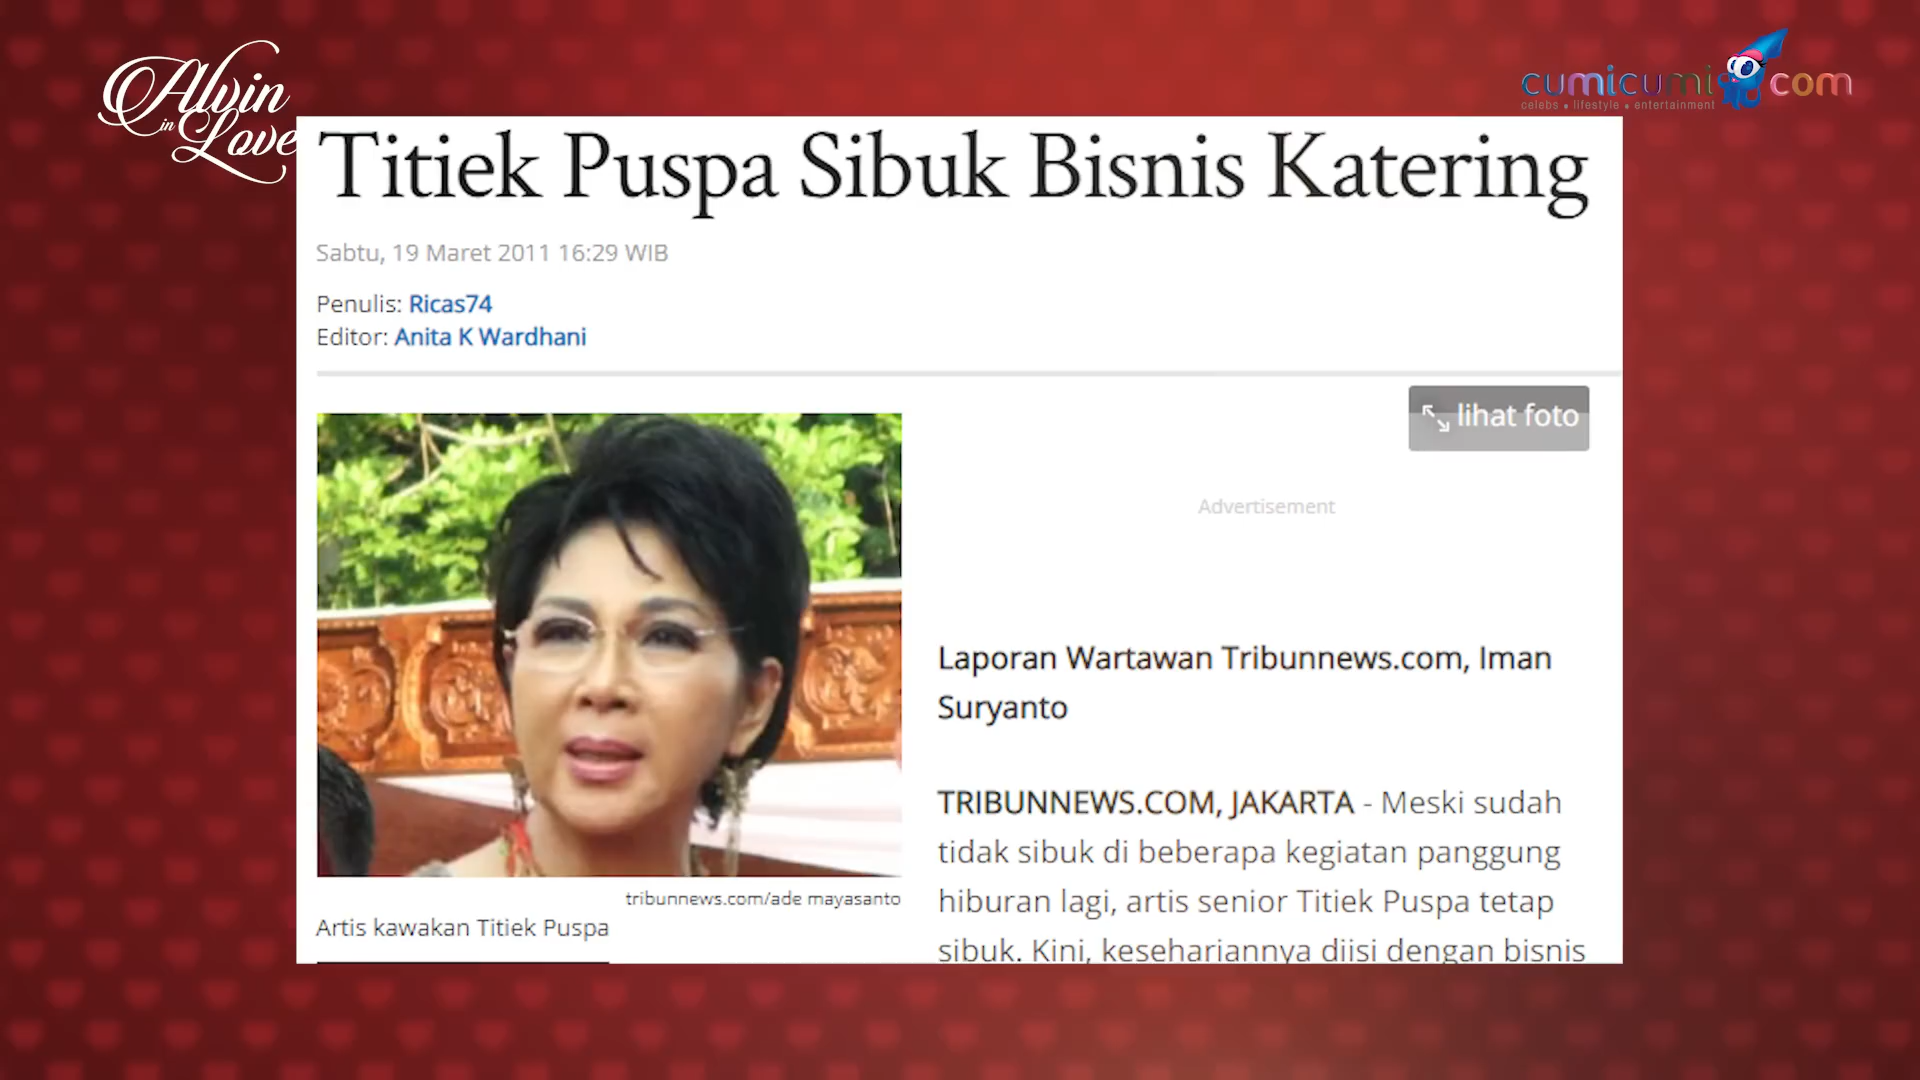 Alvin
in Love
cumicumi.com
celebs • lifestyle • entertainment
Titiek Puspa Sibuk Bisnis Katering
Sabtu, 19 Maret 2011 16:29 WIB
Penulis: Ricas74
Editor: Anita K Wardhani
lihat foto
Advertisement
Laporan Wartawan Tribunnews.com, Iman
Suryanto
TRIBUNNEWS.COM, JAKARTA - Meski sudah
tidak sibuk di beberapa kegiatan panggung
hiburan lagi, artis senior Titiek Puspa tetap
sibuk. Kini, kesehariannya diisi dengan bisnis
tribunnews.com/ade mayasanto
Artis kawakan Titiek Puspa